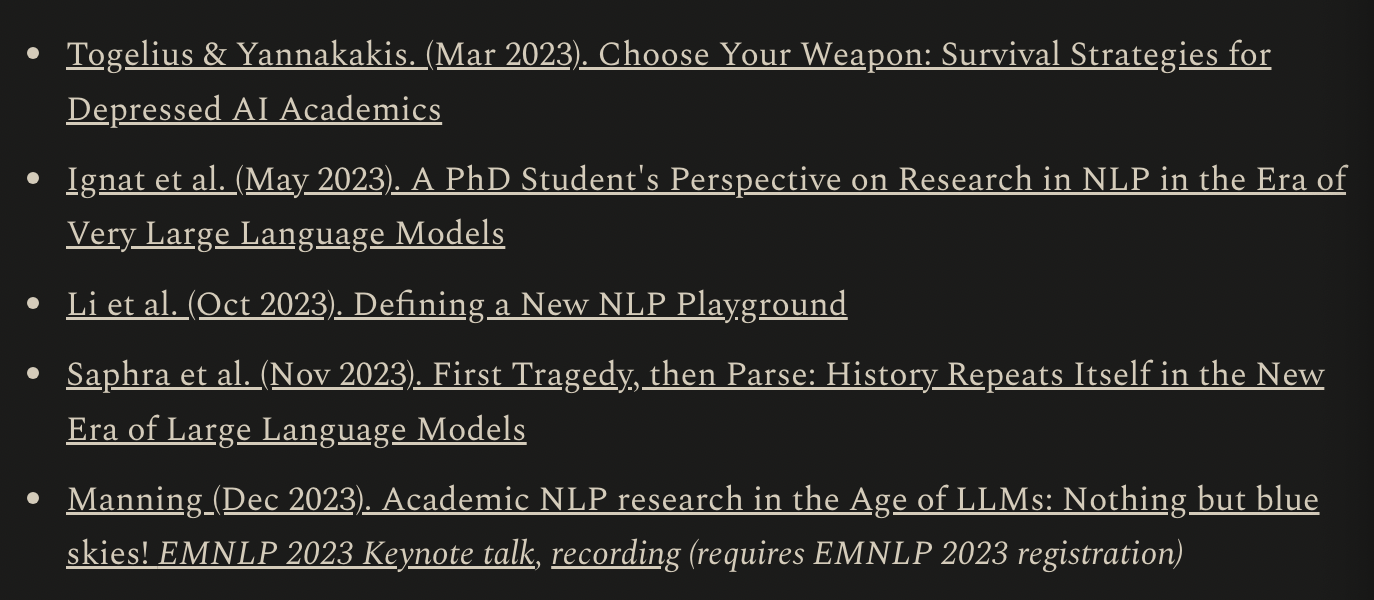 • Togelius & Yannakakis. (Mar 2023). Choose Your Weapon: Survival Strategies for
Depressed AI Academics
• Ignat et al. (May 2023). A PhD Student's Perspective on Research in NLP in the Era of
Very Large Language Models
• Li et al. (Oct 2023). Defining a New NLP Playground
• Saphra et al. (Nov 2023). First Tragedy, then Parse: History Repeats Itself in the New
Era of Large Language Models
• Manning (Dec 2023). Academic NLP research in the Age of LLMs: Nothing but blue
skies! EMNLP 2023 Keynote talk, recording (requires EMNLP 2023 registration)